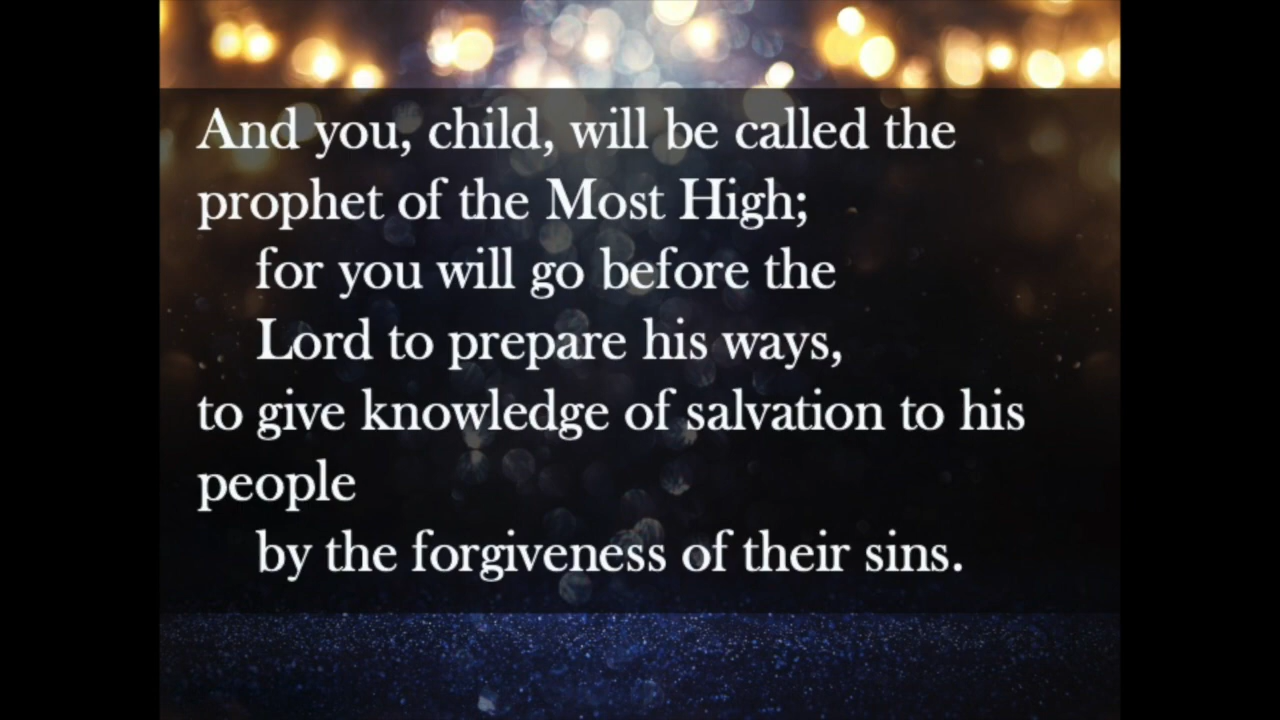 And you, child, will be called the
prophet of the Most High;
for you will go before the
Lord to prepare his ways,
to give knowledge of salvation to his
people
by the forgiveness of their sins.